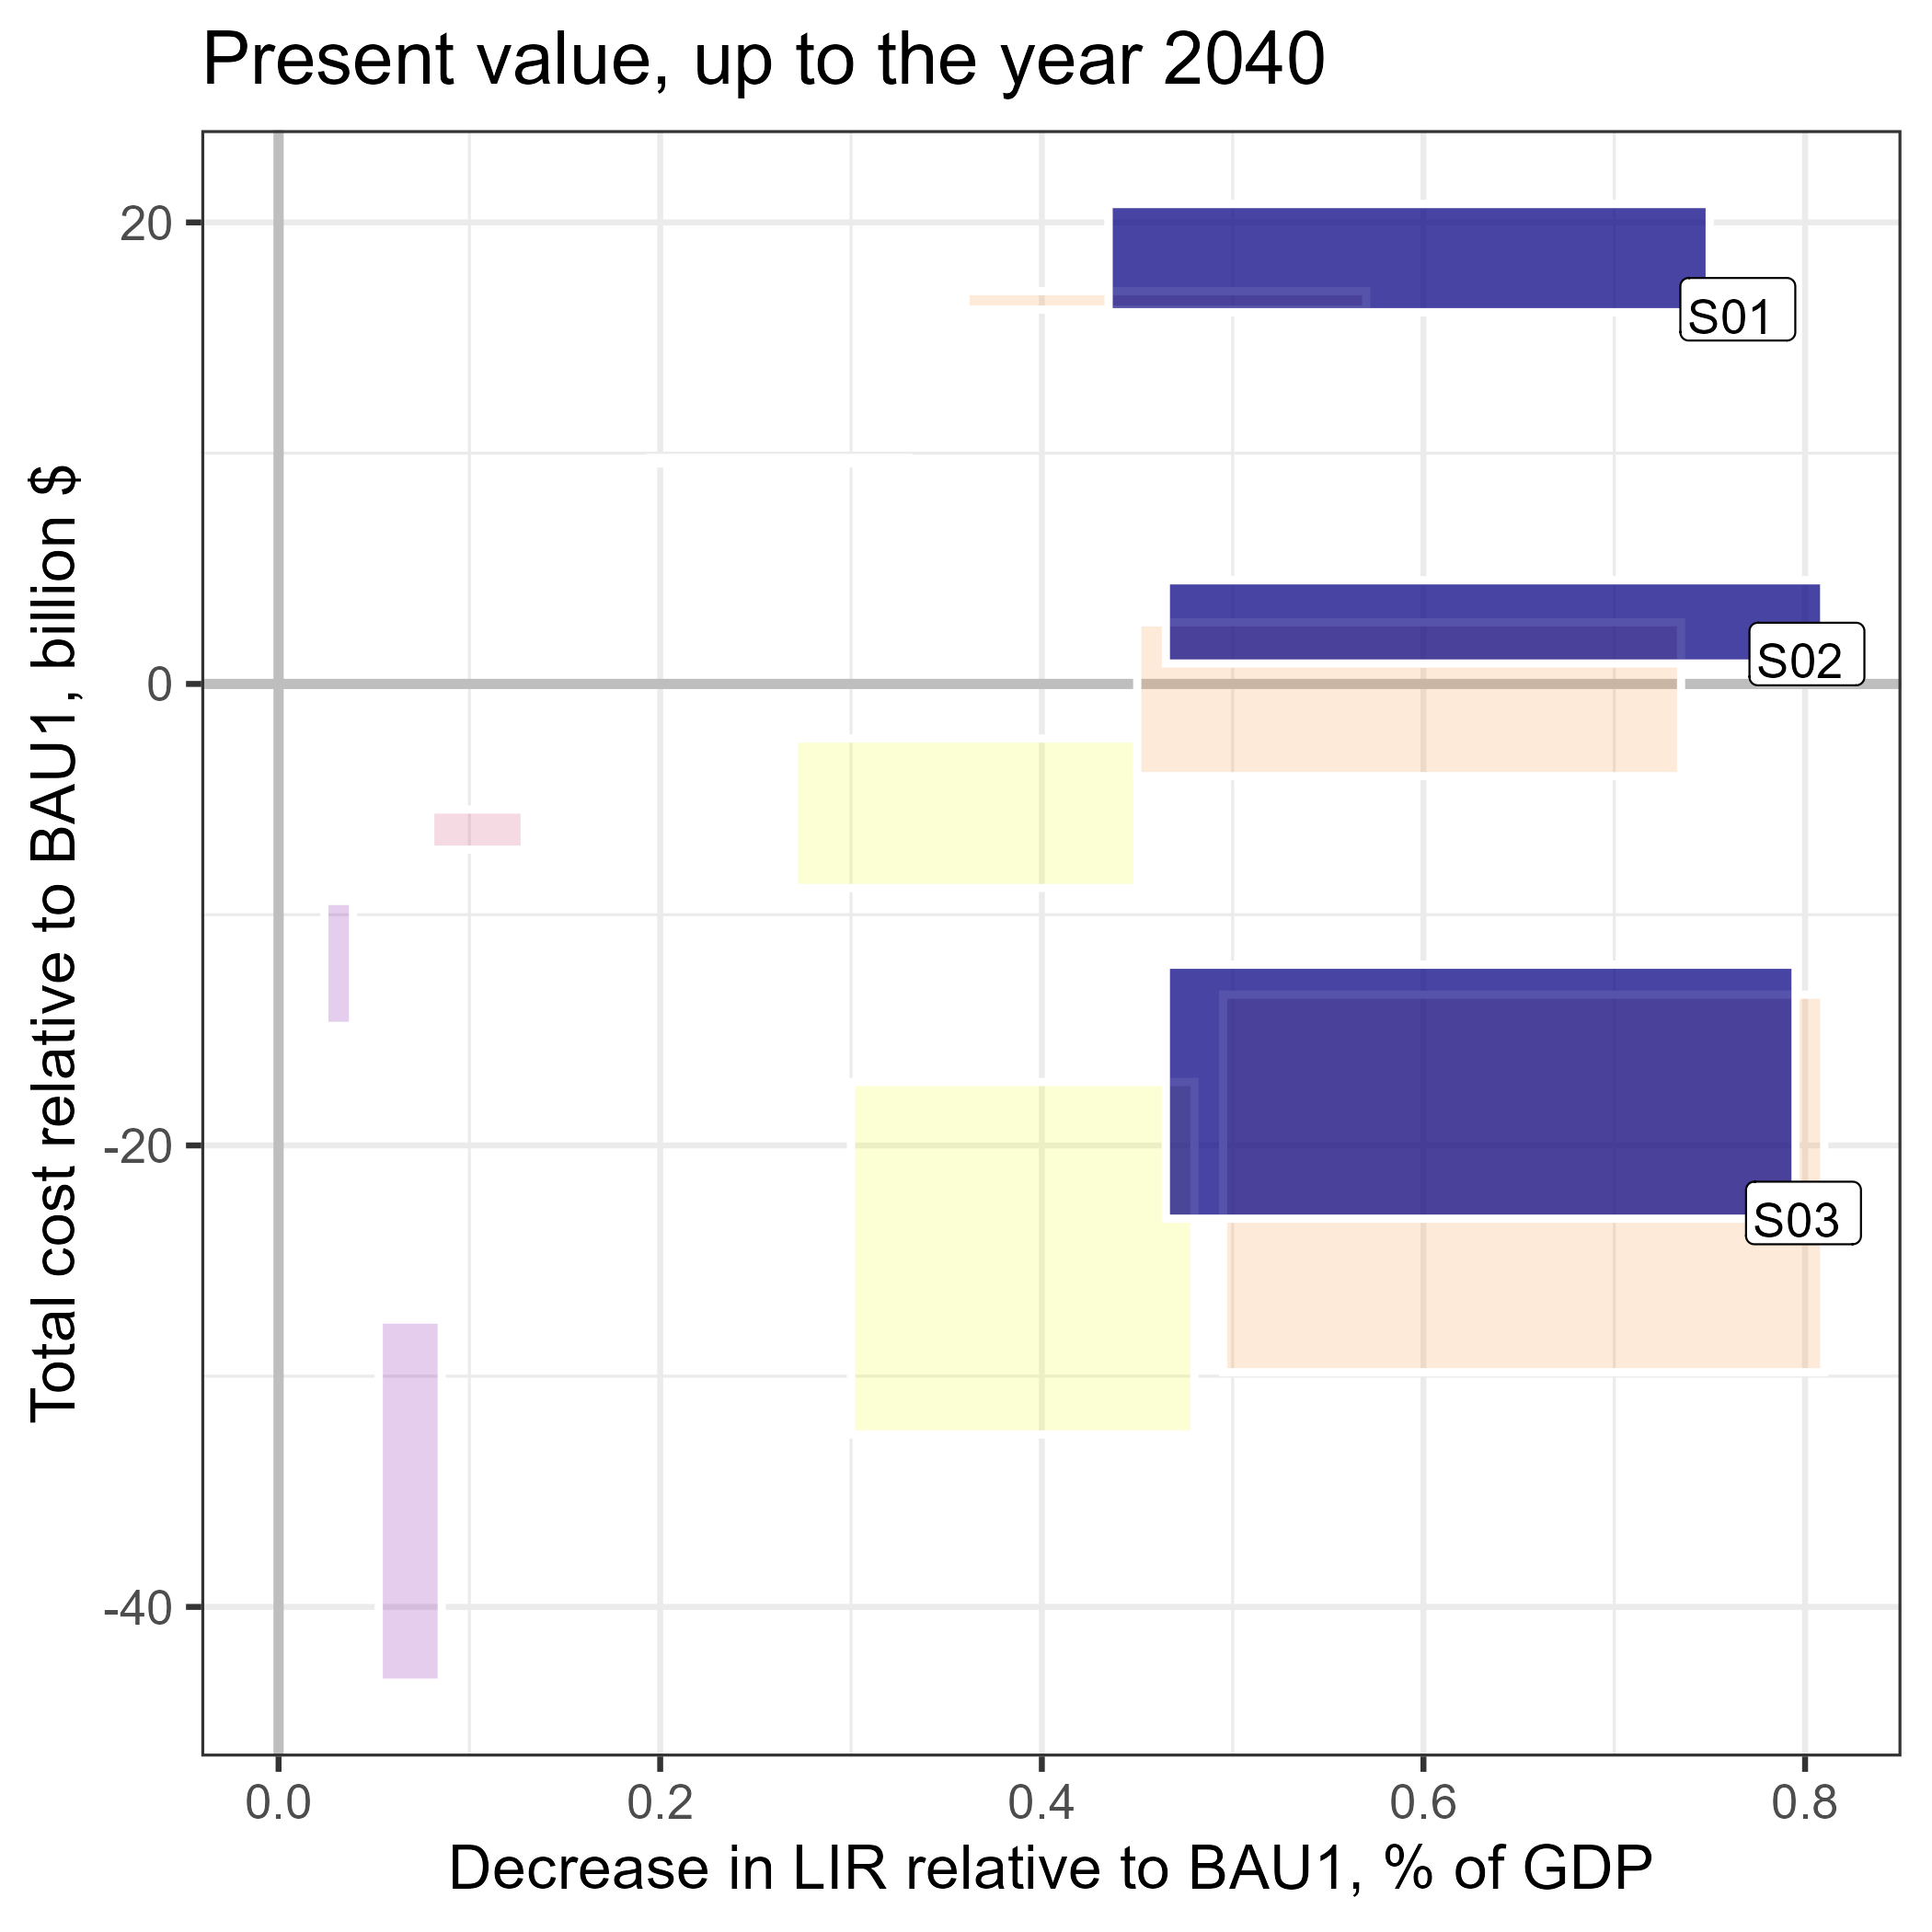 Present value, up to the year 2040
Total cost relative to BAU1, billion $
20
0
-20
-40
S01
S02
S03
0.0 0.2 0.4 0.6 0.8
Decrease in LIR relative to BAU1, % of GDP